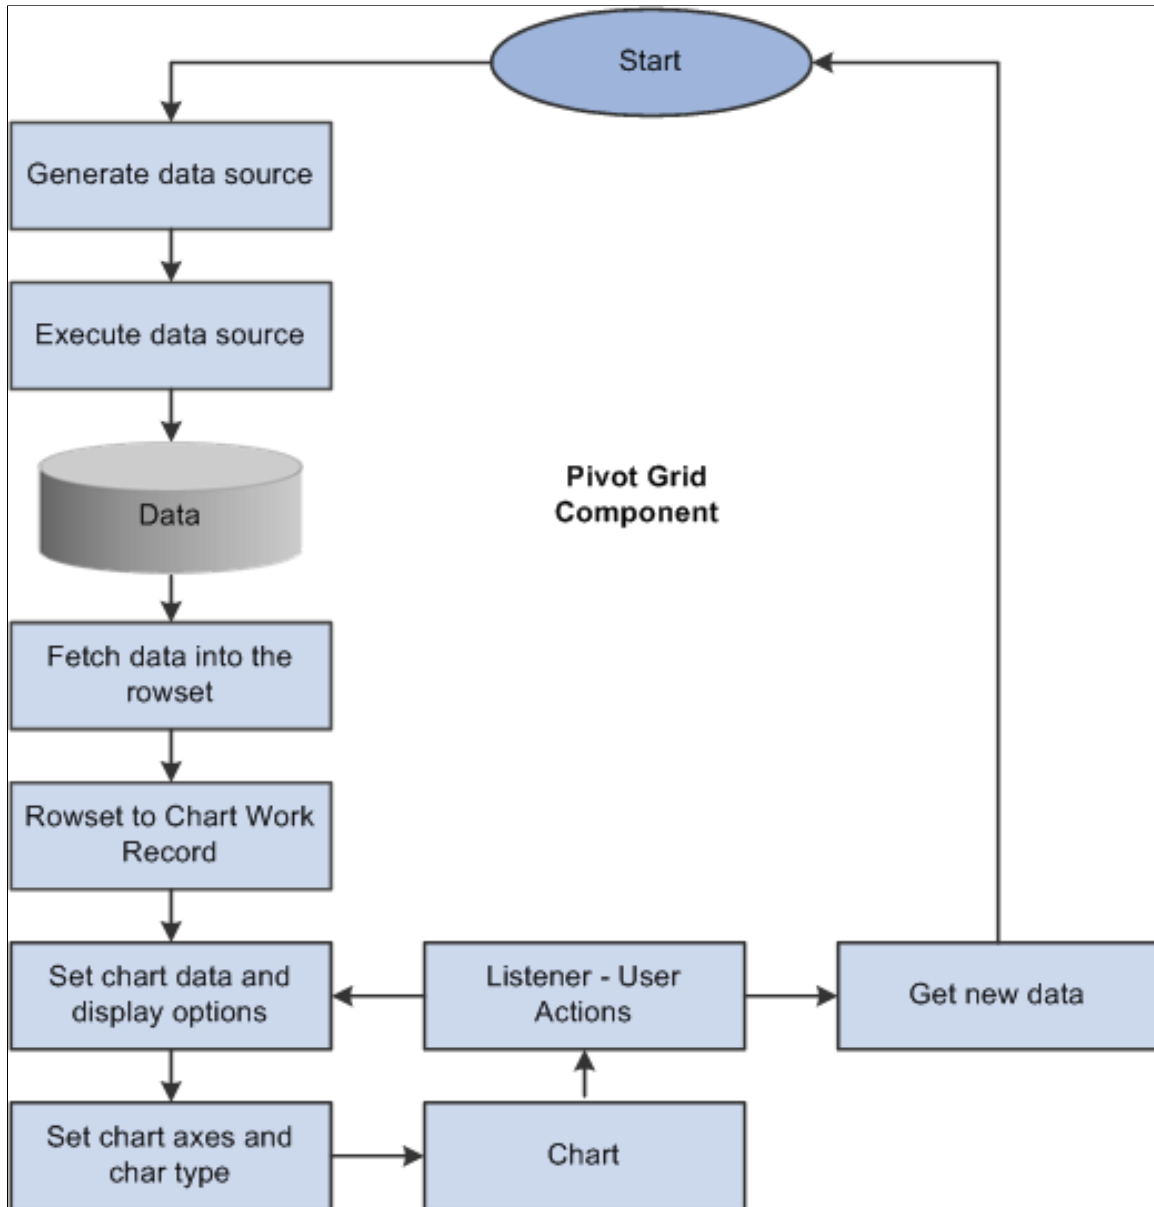 Start
Generate data source
Execute data source
Data
Pivot Grid
Component
Fetch data into the
rowset
Rowset to Chart Work
Record
Set chart data and
display options
Listener - User
Actions
Get new data
Set chart axes and
char type
Chart